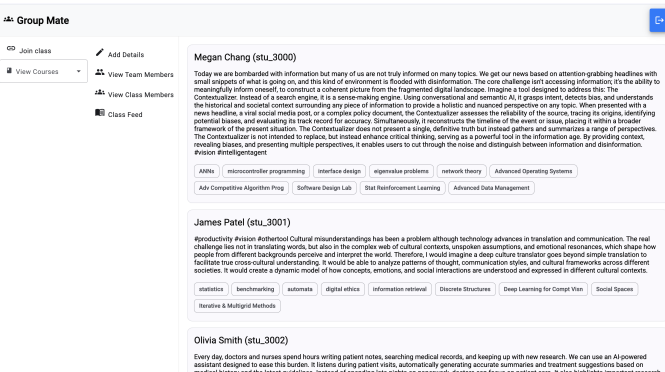 Group Mate
Join class
View Courses
Add Details
View Team Members
View Class Members
Class Feed
Megan Chang (stu_3000)
Today we are bombarded with information but many of us are not truly informed on many topics. We get our news based on attention-grabbing headlines with
small snippets of what is going on, and this kind of environment is flooded with disinformation. The core challenge isn't accessing information; it's the ability to
meaningfully inform oneself, to construct a coherent picture from the fragmented digital landscape. Imagine a tool designed to address this: The
Contextualizer. Instead of a search engine, it is a sense-making engine. Using conversational and semantic AI, it grasps intent, detects bias, and understands
the historical and societal context surrounding any piece of information to provide a holistic and nuanced perspective on any topic. When presented with a
news headline, a viral social media post, or a complex policy document, the Contextualizer assesses the reliability of the source, tracing its origins, identifying
potential biases, and evaluating its track record for accuracy. Simultaneously, it reconstructs the timeline of the event or issue, placing it within a broader
framework of the present situation. The Contextualizer does not present a single, definitive truth but instead gathers and summarizes a range of perspectives.
The Contextualizer is not intended to replace, but instead enhance critical thinking, serving as a powerful tool in the information age. By providing context,
revealing biases, and presenting multiple perspectives, it enables users to cut through the noise and distinguish between information and disinformation.
#vision #intelligentagent
ANNs microcontroller programming interface design eigenvalue problems network theory Advanced Operating Systems
Adv Competitive Algorithm Prog Software Design Lab Stat Reinforcement Learning Advanced Data Management
James Patel (stu_3001)
#productivity #vision #othertool Cultural misunderstandings has been a problem although technology advances in translation and communication. The real
challenge lies not in translating words, but also in the complex web of cultural contexts, unspoken assumptions, and emotional resonances, which shape how
people from different backgrounds perceive and interpret the world. Therefore, I would imagine a deep culture translator goes beyond simple translation to
facilitate true cross-cultural understanding. It would be able to analyze patterns of thought, communication styles, and cultural frameworks across different
societies. It would create a dynamic model of how concepts, emotions, and social interactions are understood and expressed in different cultural contexts.
statistics benchmarking automata digital ethics information retrieval Discrete Structures Deep Learning for Compt Visn Social Spaces
Iterative & Multigrid Methods
Olivia Smith (stu_3002)
Every day, doctors and nurses spend hours writing patient notes, searching medical records, and keeping up with new research. We can use an AI-powered
assistant designed to ease this burden. It listens during patient visits, automatically generating accurate summaries and treatment suggestions based on